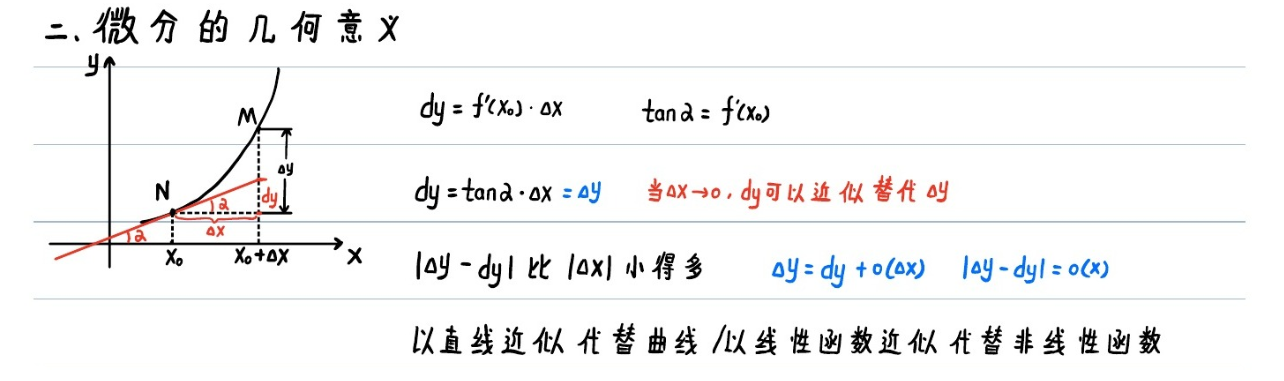 二、微分的几何意义
y
M
Δy
N
α
dy
α
Δx
x₀
x₀+Δx
x
dy = f'(x₀)·Δx
tanα = f'(x₀)
dy = tanα·Δx = Δy
当Δx→0，dy可以近似替代Δy
|Δy - dy| 比 |Δx| 小得多
Δy = dy + o(Δx)
|Δy - dy| = o(x)
以直线近似代替曲线/以线性函数近似代替非线性函数